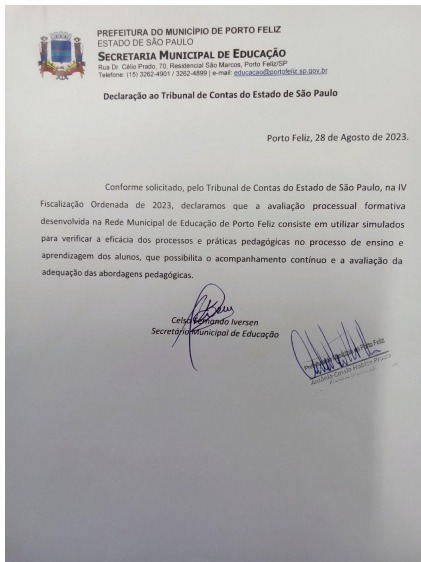 PREFEITURA DO MUNICÍPIO DE PORTO FELIZ
ESTADO DE SÃO PAULO
SECRETARIA MUNICIPAL DE EDUCAÇÃO
Rua Dr. Célio Prado, 70, Residencial São Marcos, Porto Feliz/SP
Telefone: (15) 3262-4901 / 3262-4899 | e-mail: educacao@portofeliz.sp.gov.br
Declaração ao Tribunal de Contas do Estado de São Paulo
Porto Feliz, 28 de Agosto de 2023.
Conforme solicitado, pelo Tribunal de Contas do Estado de São Paulo, na IV
Fiscalização Ordenada de 2023, declaramos que a avaliação processual formativa
desenvolvida na Rede Municipal de Educação de Porto Feliz consiste em utilizar simulados
para verificar a eficácia dos processos e práticas pedagógicas no processo de ensino e
aprendizagem dos alunos, que possibilita o acompanhamento contínuo e a avaliação da
adequação das abordagens pedagógicas.
Celso Fernando Iversen
Secretário Municipal de Educação
Porto Feliz
Antônio Cássio